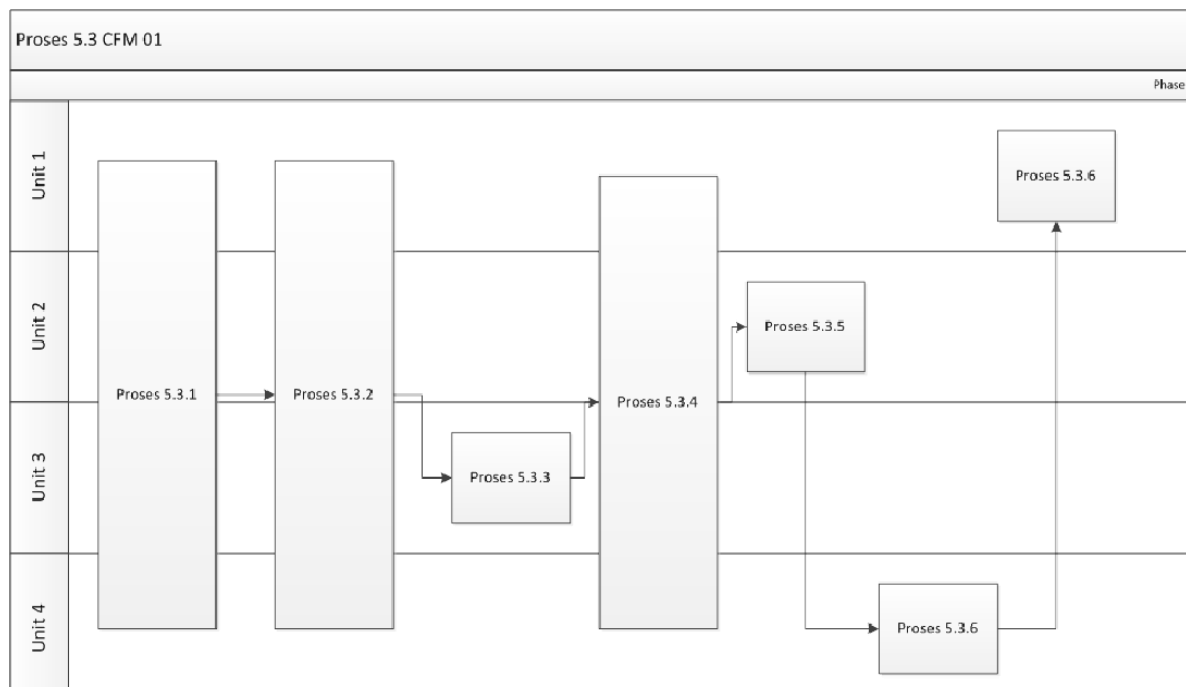 Proses 5.3 CFM 01
Phase
Unit 1
Proses 5.3.6
Unit 2
Proses 5.3.5
Proses 5.3.1
Proses 5.3.2
Proses 5.3.4
Unit 3
Proses 5.3.3
Unit 4
Proses 5.3.6